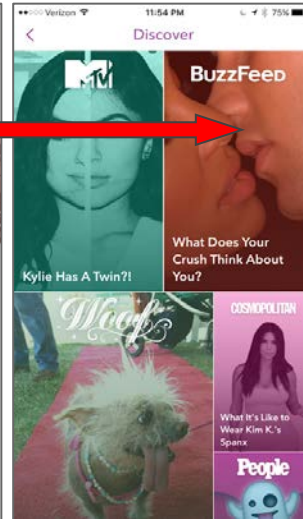 Verizon 11:54 PM 75%
Discover
MTV
BuzzFeed
Kylie Has A Twin?!
What Does Your
Crush Think About
You?
Woof
COSMOPOLITAN
What It's Like to
Wear Kim K.'s
Spanx
People